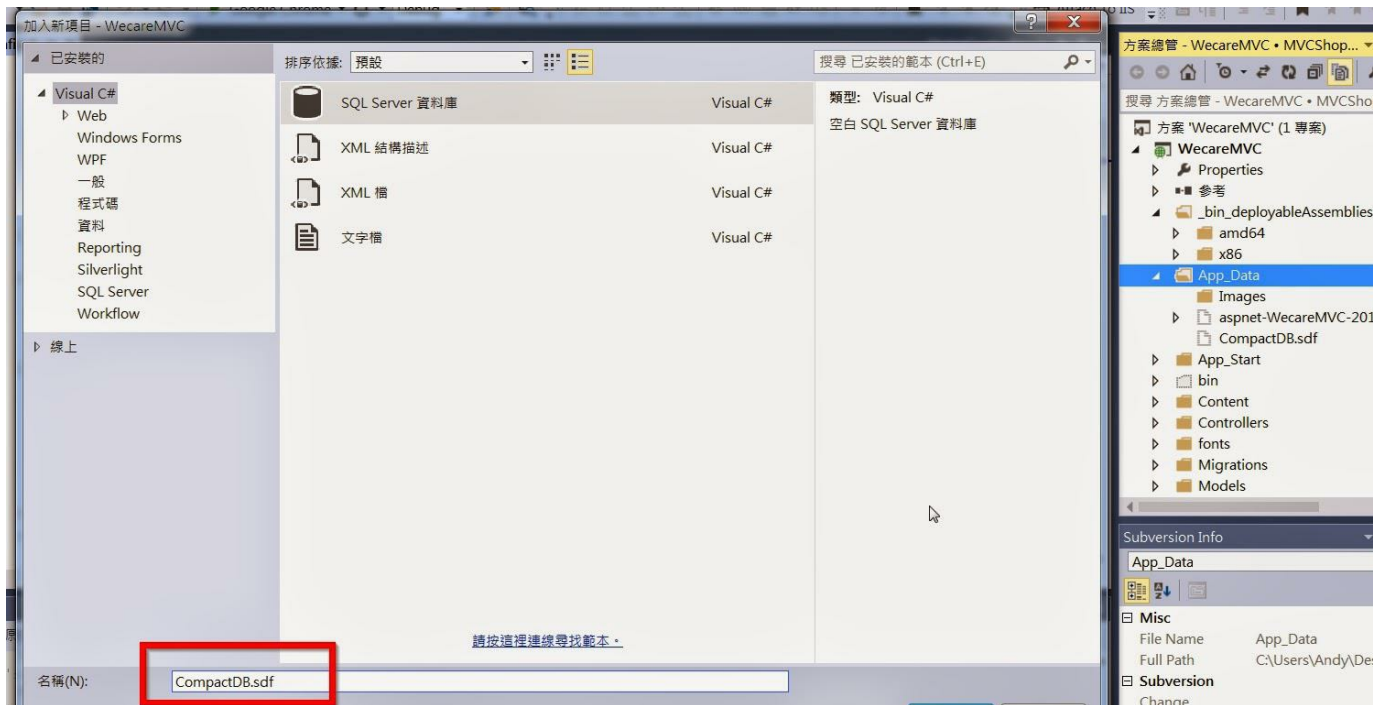 加入新項目 - WecareMVC
已安裝的
Visual C#
Web
Windows Forms
WPF
一般
程式碼
資料
Reporting
Silverlight
SQL Server
Workflow
線上
排序依據: 預設
SQL Server 資料庫 Visual C#
XML 結構描述 Visual C#
XML 檔 Visual C#
文字檔 Visual C#
請按這裡連線尋找範本。
搜尋 已安裝的範本 (Ctrl+E)
類型: Visual C#
空白 SQL Server 資料庫
名稱(N): CompactDB.sdf
方案總管 - WecareMVC • MVCShop...
搜尋 方案總管 - WecareMVC • MVCSho
方案 'WecareMVC' (1 專案)
WecareMVC
Properties
參考
_bin_deployableAssemblies
amd64
x86
App_Data
Images
aspnet-WecareMVC-201
CompactDB.sdf
App_Start
bin
Content
Controllers
fonts
Migrations
Models
Subversion Info
App_Data
Misc
File Name App_Data
Full Path C:\Users\Andy\De
Subversion
Change